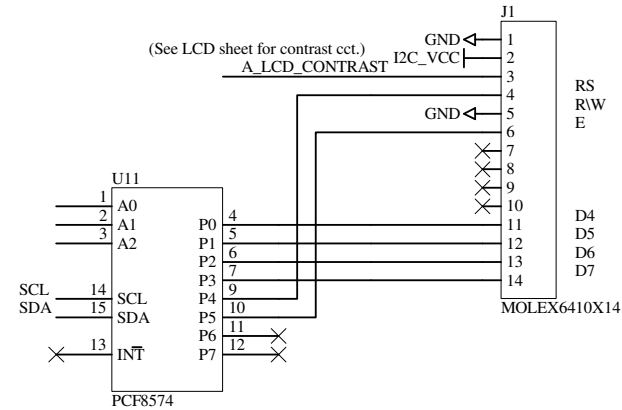 J1
GND 1
(See LCD sheet for contrast cct.) I2C_VCC 2
A_LCD_CONTRAST 3
4 RS
GND 5 R\W
6 E
7
8
9
10
11 D4
12 D5
13 D6
14 D7
MOLEX6410X14
U11
1 A0 P0 4
2 A1 P1 5
3 A2 P2 6
P3 7
SCL 14 SCL P4 9
SDA 15 SDA P5 10
P6 11
13 INT P7 12
PCF8574